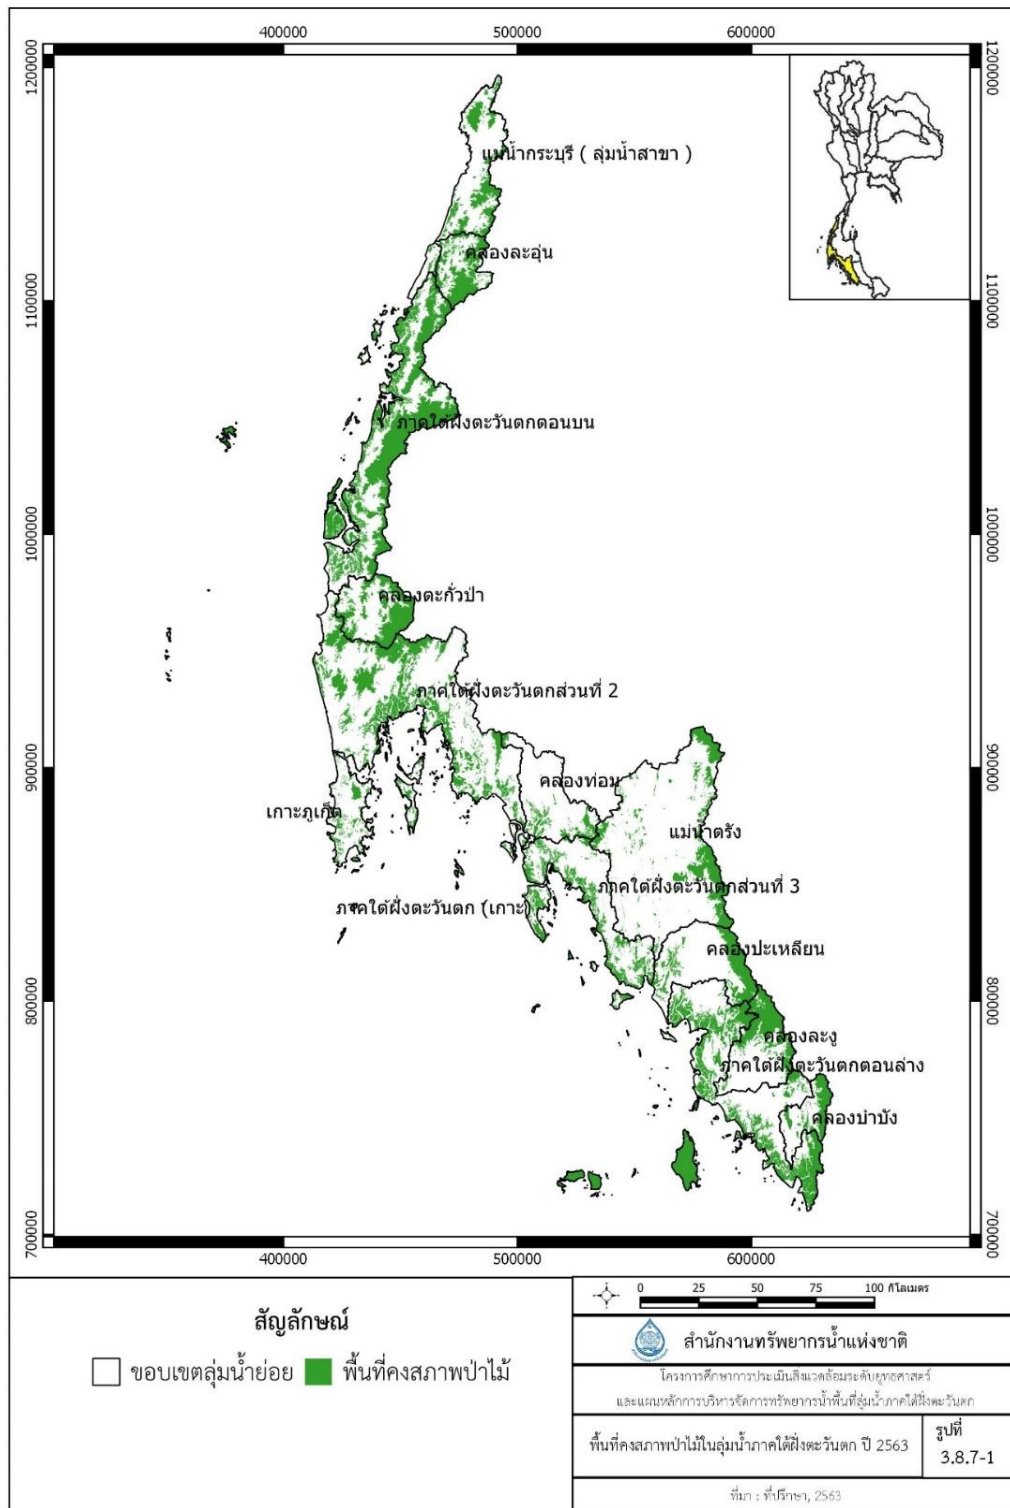 400000 500000 600000
1200000 1200000
แม่น้ำกระบุรี ( ลุ่มน้ำสาขา )
คลองละอุ่น
1100000 1100000
ภาคใต้ฝั่งตะวันตกตอนบน
1000000 1000000
คลองตะกั่วป่า
ภาคใต้ฝั่งตะวันตกส่วนที่ 2
900000 900000
คลองท่อม
เกาะภูเก็ต
แม่น้ำตรัง
ภาคใต้ฝั่งตะวันตกส่วนที่ 3
ภาคใต้ฝั่งตะวันตก (เกาะ)
คลองปะเหลียน
800000 800000
คลองละงู
ภาคใต้ฝั่งตะวันตกตอนล่าง
คลองบำบัง
700000 700000
400000 500000 600000
สัญลักษณ์
ขอบเขตลุ่มน้ำย่อย พื้นที่คงสภาพป่าไม้
0 25 50 75 100 กิโลเมตร
สำนักงานทรัพยากรน้ำแห่งชาติ
โครงการศึกษาการประเมินสิ่งแวดล้อมระดับยุทธศาสตร์
และแผนหลักการบริหารจัดการทรัพยากรน้ำพื้นที่ลุ่มน้ำภาคใต้ฝั่งตะวันตก
พื้นที่คงสภาพป่าไม้ในลุ่มน้ำภาคใต้ฝั่งตะวันตก ปี 2563
รูปที่
3.8.7-1
ที่มา : ที่ปรึกษา, 2563